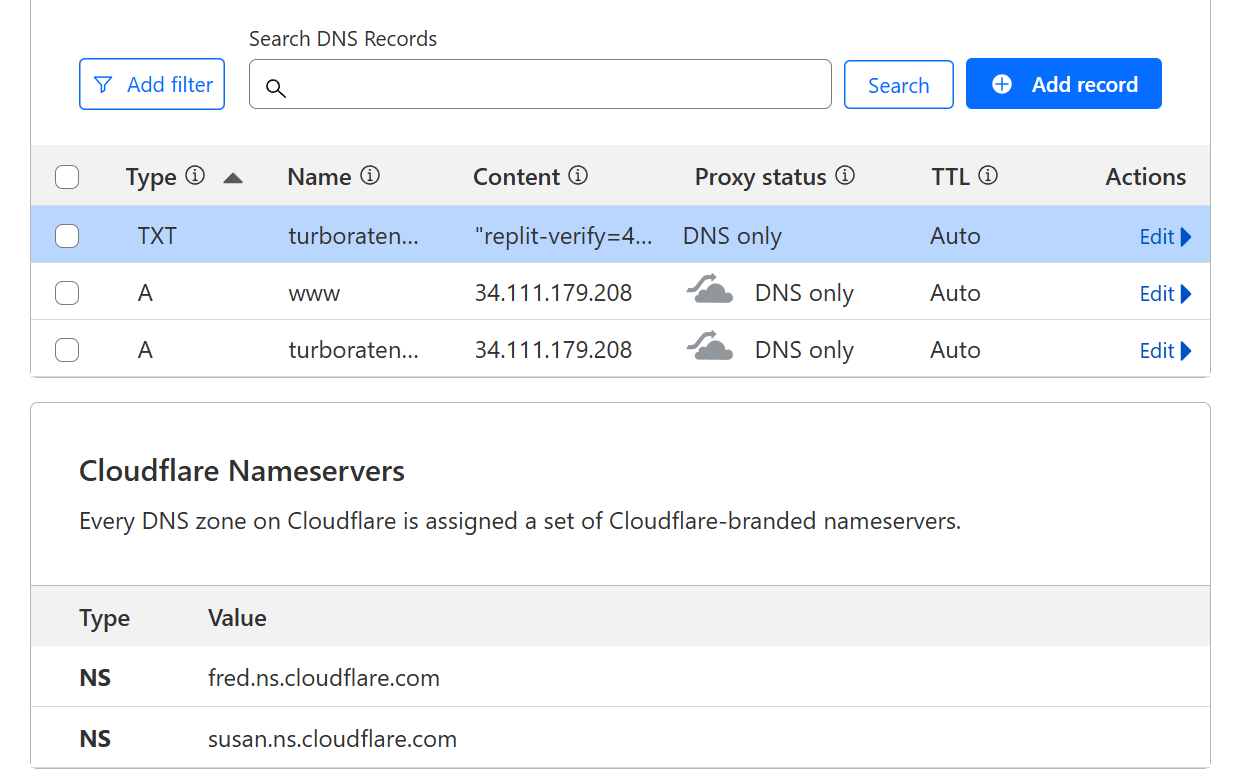 Search DNS Records
Add filter
Search
Add record
Type Name Content Proxy status TTL Actions
TXT turboraten... "replit-verify=4... DNS only Auto Edit
A www 34.111.179.208 DNS only Auto Edit
A turboraten... 34.111.179.208 DNS only Auto Edit
Cloudflare Nameservers
Every DNS zone on Cloudflare is assigned a set of Cloudflare-branded nameservers.
Type Value
NS fred.ns.cloudflare.com
NS susan.ns.cloudflare.com